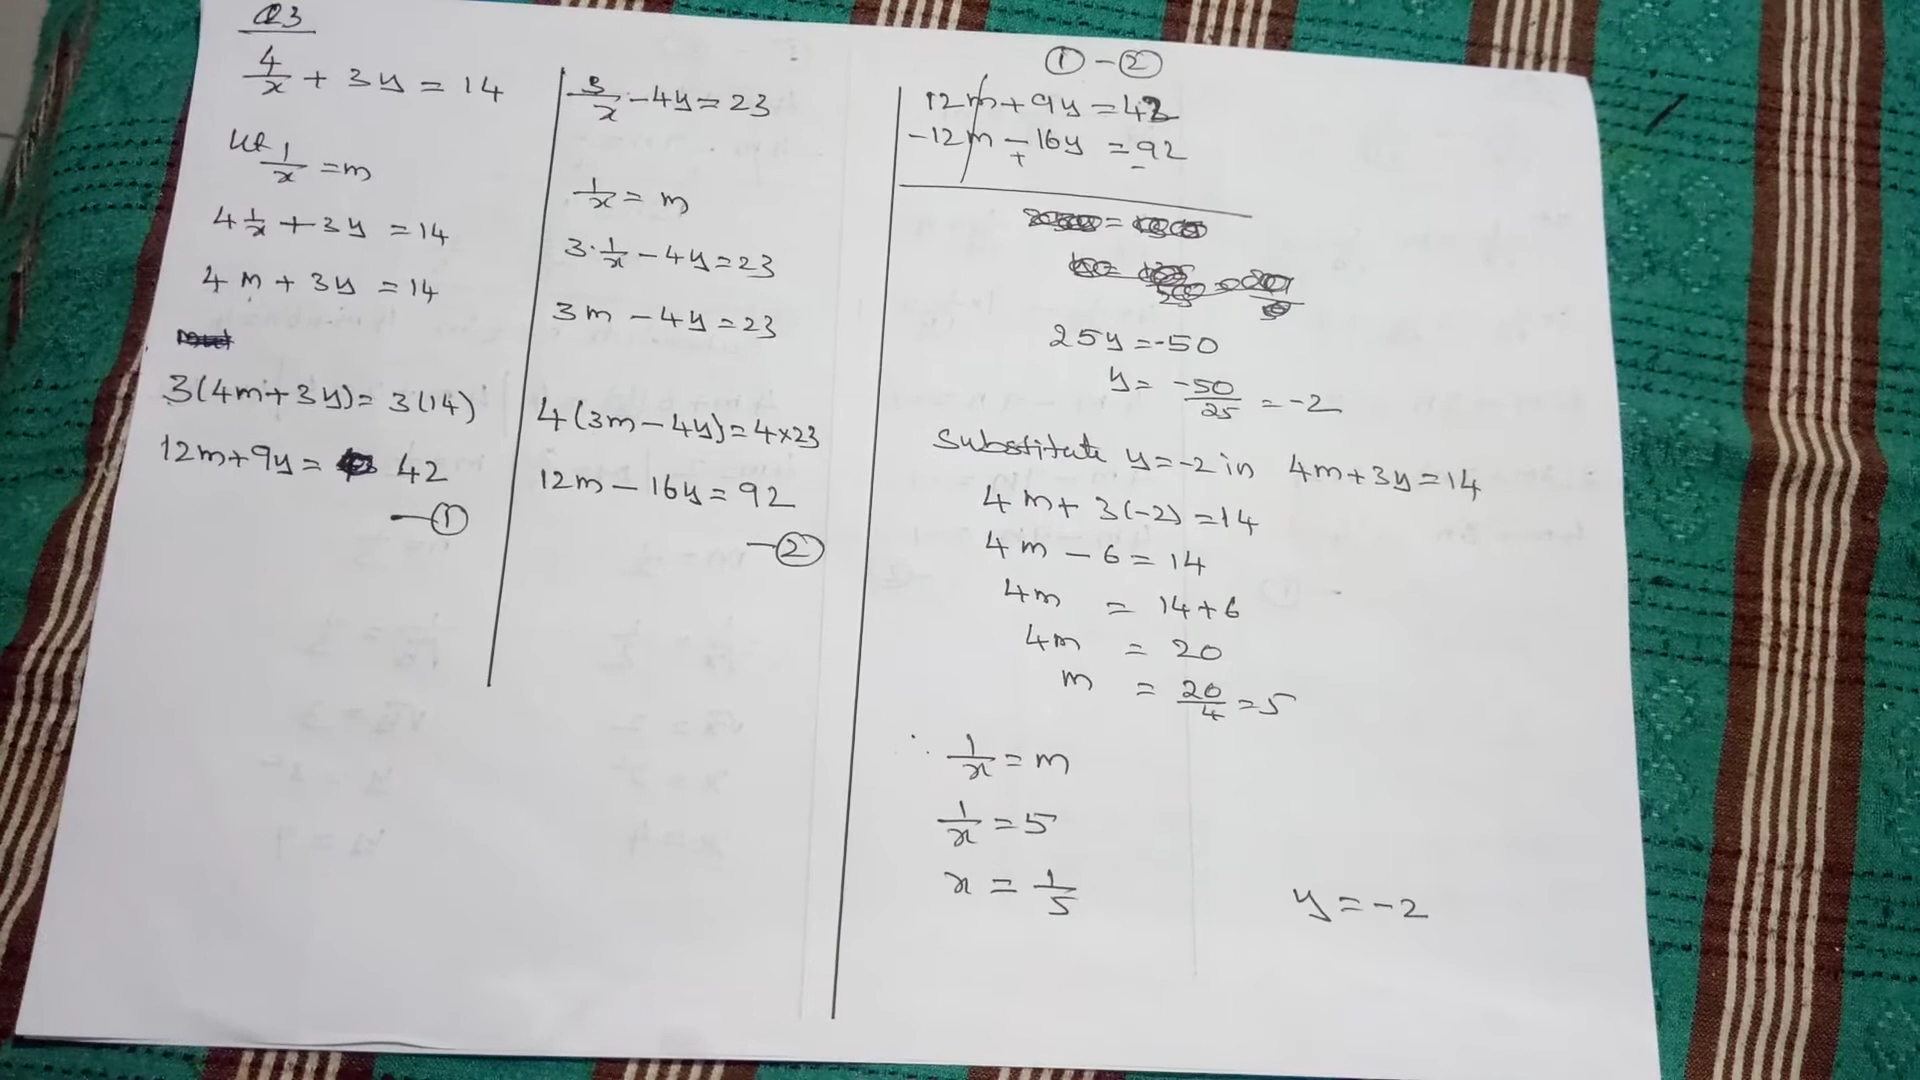 Q3
4/x + 3y = 14
let 1/x = m
4 1/x + 3y = 14
4m + 3y = 14
3(4m+3y) = 3(14)
12m+9y = 42
—①
3/x - 4y = 23
1/x = m
3·1/x - 4y = 23
3m - 4y = 23
4(3m-4y) = 4×23
12m - 16y = 92
—②
① - ②
12m + 9y = 42
-12m - 16y = 92
+ -
25y = -50
y = -50/25 = -2
Substitute y=-2 in 4m+3y=14
4m + 3(-2) = 14
4m - 6 = 14
4m = 14+6
4m = 20
m = 20/4 = 5
1/x = m
1/x = 5
x = 1/5 y = -2